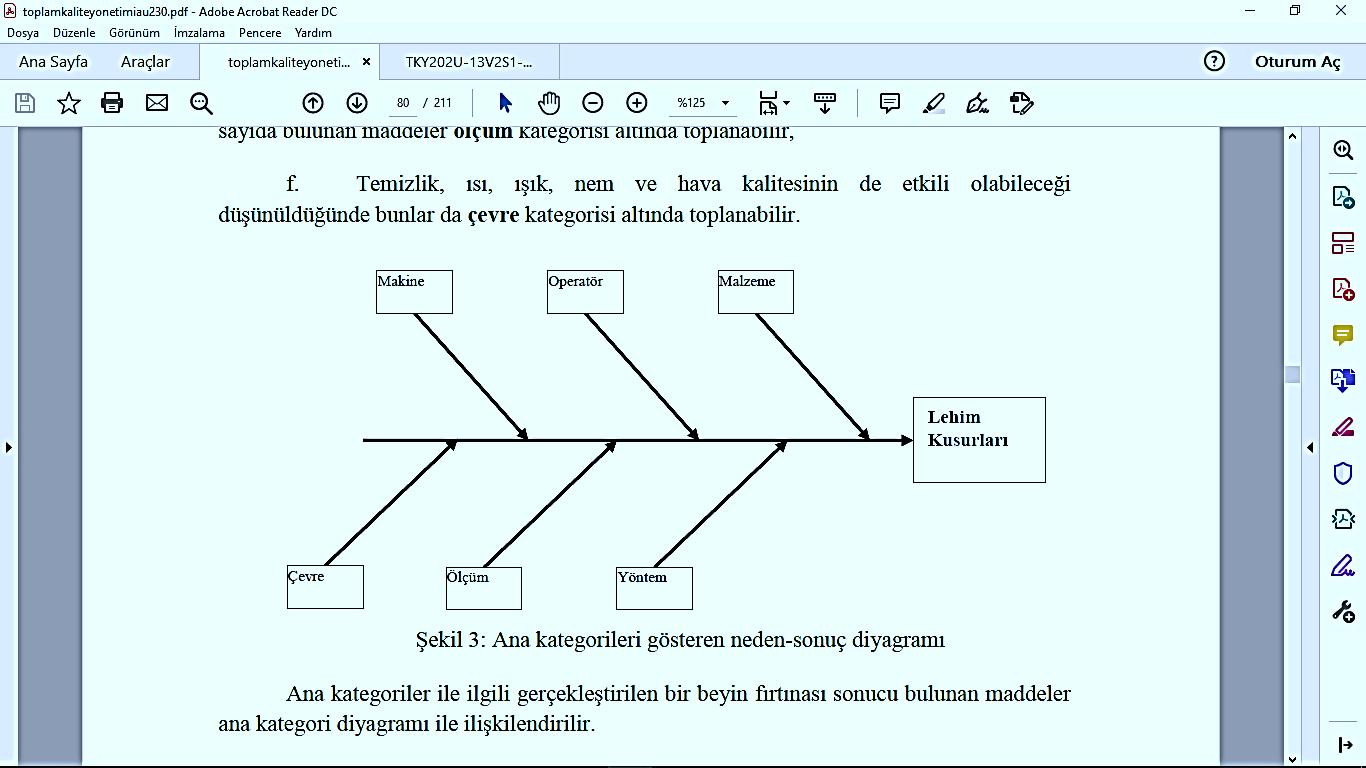 toplamkaliteyonetimiau230.pdf - Adobe Acrobat Reader DC
Dosya Düzenle Görünüm İmzalama Pencere Yardım
Ana Sayfa Araçlar toplamkaliteyoneti... × TKY202U-13V2S1-... Oturum Aç
80 / 211 %125
sayıda bulunan maddeler ölçüm kategorisi altında toplanabilir,
f. Temizlik, ısı, ışık, nem ve hava kalitesinin de etkili olabileceği
düşünüldüğünde bunlar da çevre kategorisi altında toplanabilir.
Makine Operatör Malzeme
Lehim
Kusurları
Çevre Ölçüm Yöntem
Şekil 3: Ana kategorileri gösteren neden-sonuç diyagramı
Ana kategoriler ile ilgili gerçekleştirilen bir beyin fırtınası sonucu bulunan maddeler
ana kategori diyagramı ile ilişkilendirilir.